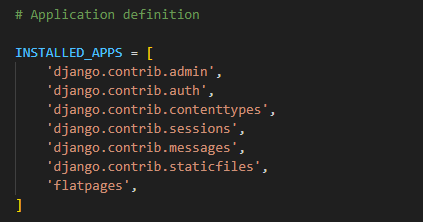 # Application definition
INSTALLED_APPS = [
    'django.contrib.admin',
    'django.contrib.auth',
    'django.contrib.contenttypes',
    'django.contrib.sessions',
    'django.contrib.messages',
    'django.contrib.staticfiles',
    'flatpages',
]